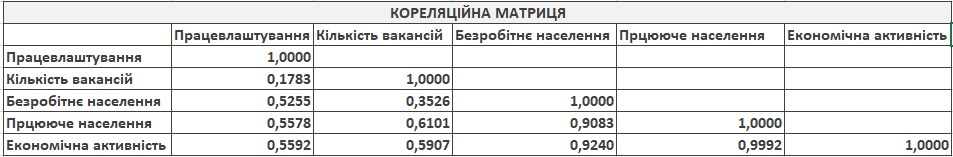 КОРЕЛЯЦІЙНА МАТРИЦЯ
Працевлаштування Кількість вакансій Безробітнє населення Прцююче населення Економічна активність
Працевлаштування 1,0000
Кількість вакансій 0,1783 1,0000
Безробітнє населення 0,5255 0,3526 1,0000
Прцююче населення 0,5578 0,6101 0,9083 1,0000
Економічна активність 0,5592 0,5907 0,9240 0,9992 1,0000